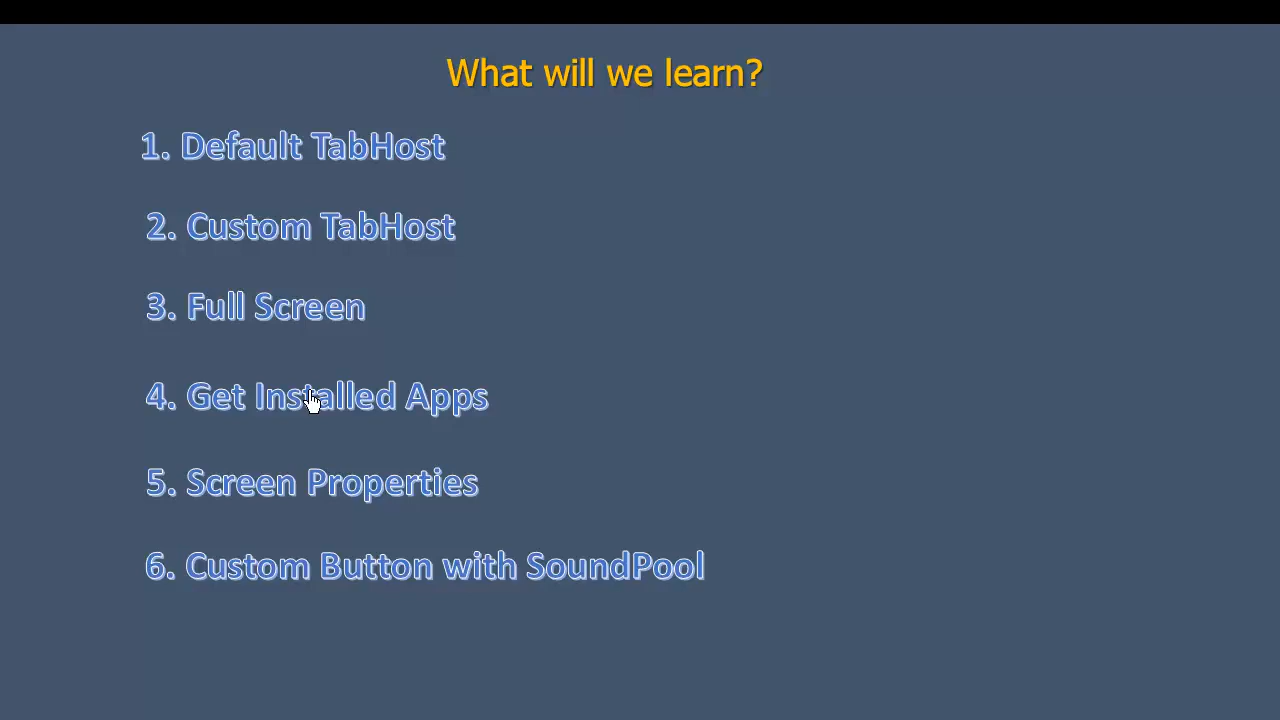 What will we learn?
1. Default TabHost
2. Custom TabHost
3. Full Screen
4. Get Installed Apps
5. Screen Properties
6. Custom Button with SoundPool